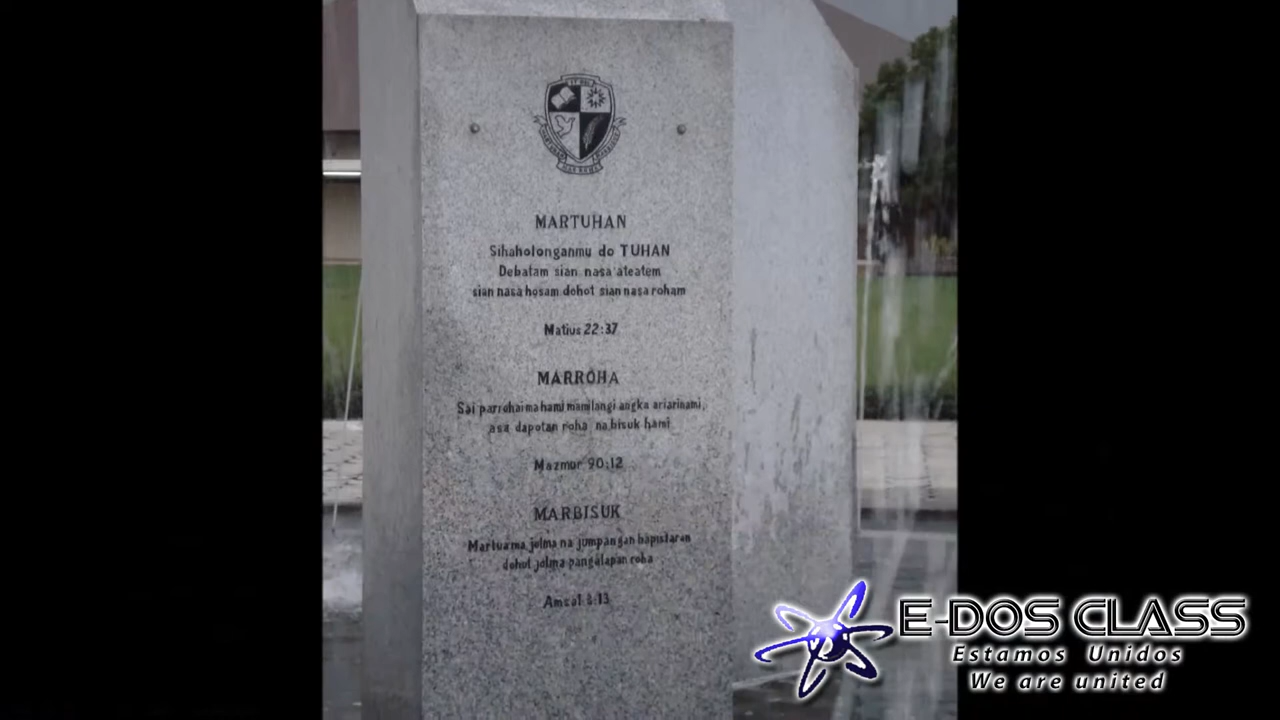 MARTUHAN
Sihaholonganmu do TUHAN
Debatam sian nasa ateatem
sian nasa hosam dohot sian nasa roham
Matius 22:37
MARROHA
Sai parrohai ma hami mamilangi angka ariarinami,
asa dapotan roha na bisuk hami
Mazmur 90:12
MARBISUK
Martua ma jolma na jumpangan hapistaran
dohot jolma pangalapan roha
Amsal 3:13
E-DOS CLASS
Estamos Unidos
We are united